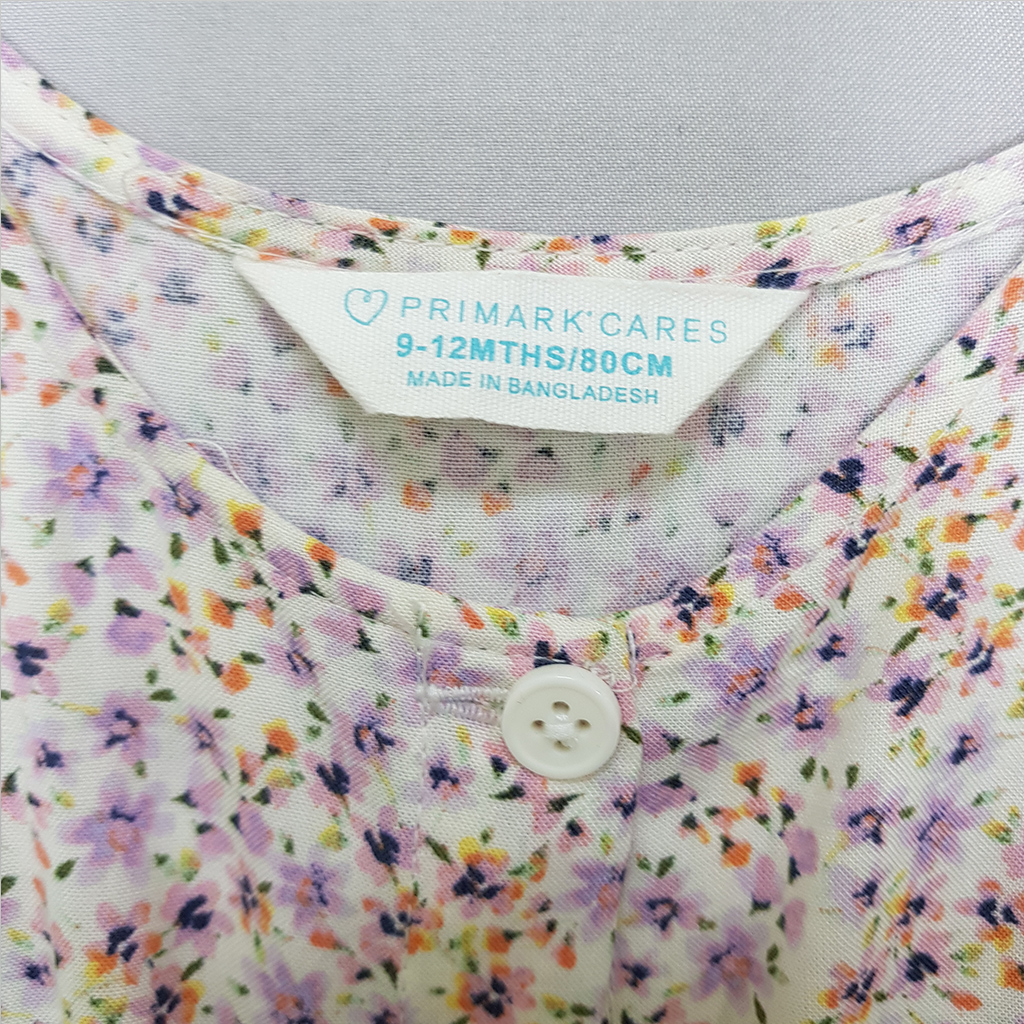 PRIMARK® CARES
9-12MTHS/80CM
MADE IN BANGLADESH